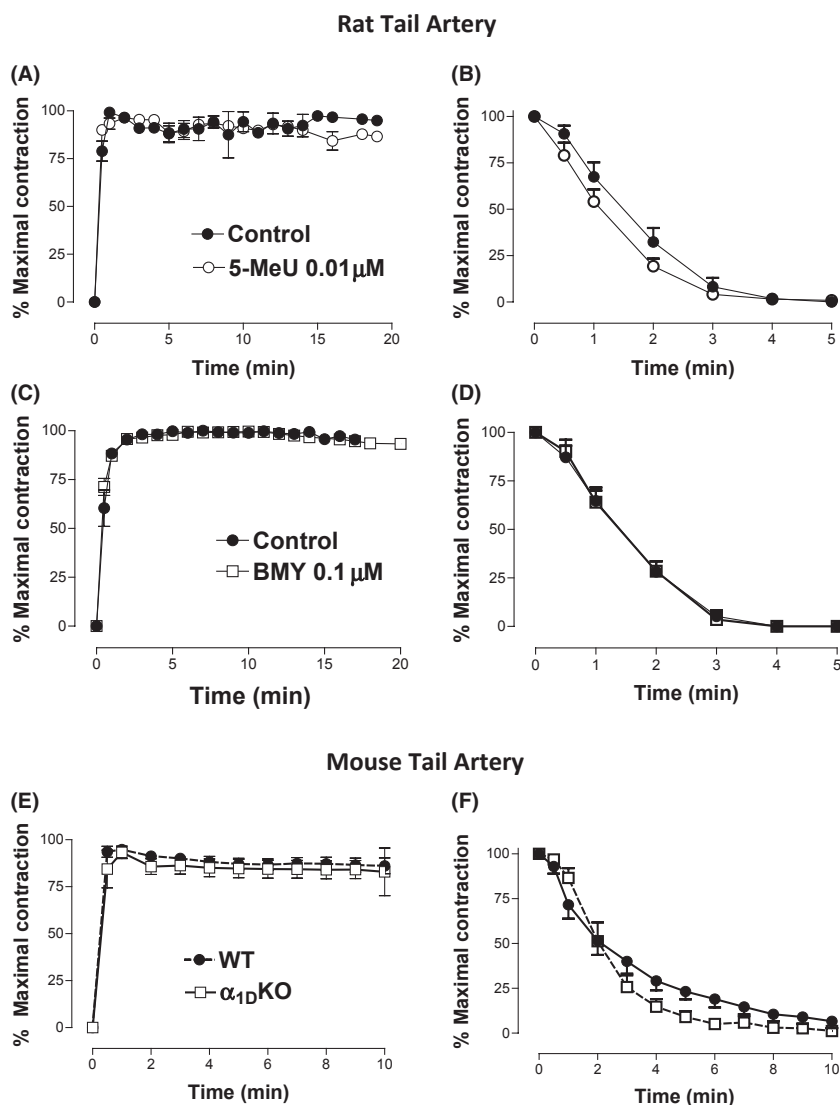 Rat Tail Artery
(A)
% Maximal contraction
100
75
50
25
0
Control
5-MeU 0.01μM
0 5 10 15 20
Time (min)
(B)
% Maximal contraction
100
75
50
25
0
0 1 2 3 4 5
Time (min)
(C)
% Maximal contraction
100
75
50
25
0
Control
BMY 0.1 μM
0 5 10 15 20
Time (min)
(D)
% Maximal contraction
100
75
50
25
0
0 1 2 3 4 5
Time (min)
Mouse Tail Artery
(E)
% Maximal contraction
100
75
50
25
0
WT
α1DKO
0 2 4 6 8 10
Time (min)
(F)
% Maximal contraction
100
75
50
25
0
0 2 4 6 8 10
Time (min)